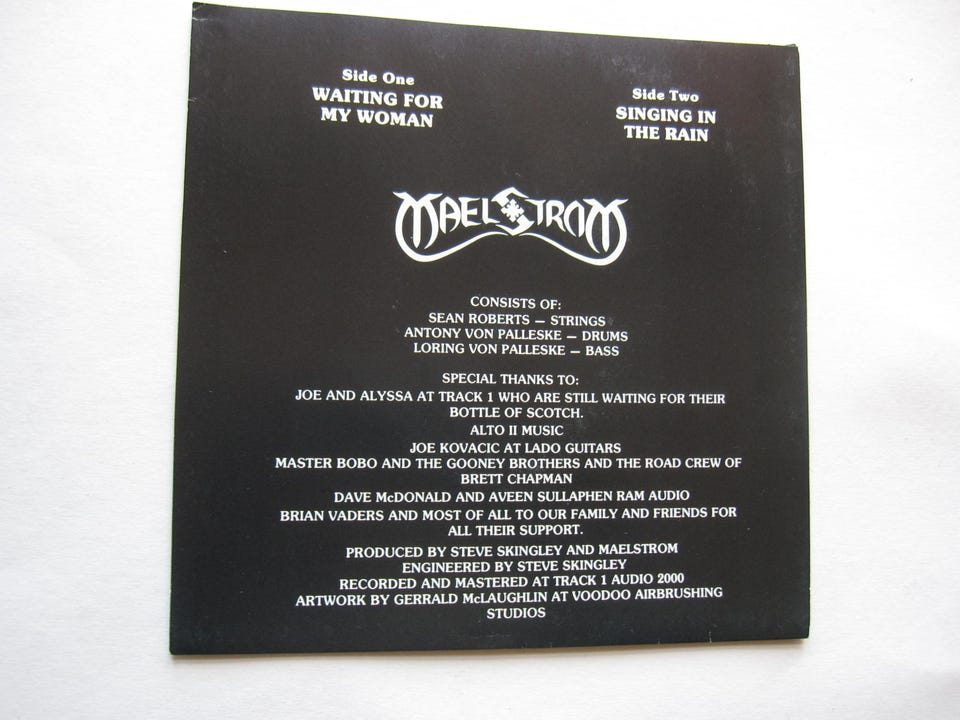 Side One
WAITING FOR
MY WOMAN
Side Two
SINGING IN
THE RAIN
MAELSTROM
CONSISTS OF:
SEAN ROBERTS — STRINGS
ANTONY VON PALLESKE — DRUMS
LORING VON PALLESKE — BASS
SPECIAL THANKS TO:
JOE AND ALYSSA AT TRACK 1 WHO ARE STILL WAITING FOR THEIR
BOTTLE OF SCOTCH.
ALTO II MUSIC
JOE KOVACIC AT LADO GUITARS
MASTER BOBO AND THE GOONEY BROTHERS AND THE ROAD CREW OF
BRETT CHAPMAN
DAVE McDONALD AND AVEEN SULLAPHEN RAM AUDIO
BRIAN VADERS AND MOST OF ALL TO OUR FAMILY AND FRIENDS FOR
ALL THEIR SUPPORT.
PRODUCED BY STEVE SKINGLEY AND MAELSTROM
ENGINEERED BY STEVE SKINGLEY
RECORDED AND MASTERED AT TRACK 1 AUDIO 2000
ARTWORK BY GERRALD McLAUGHLIN AT VOODOO AIRBRUSHING
STUDIOS